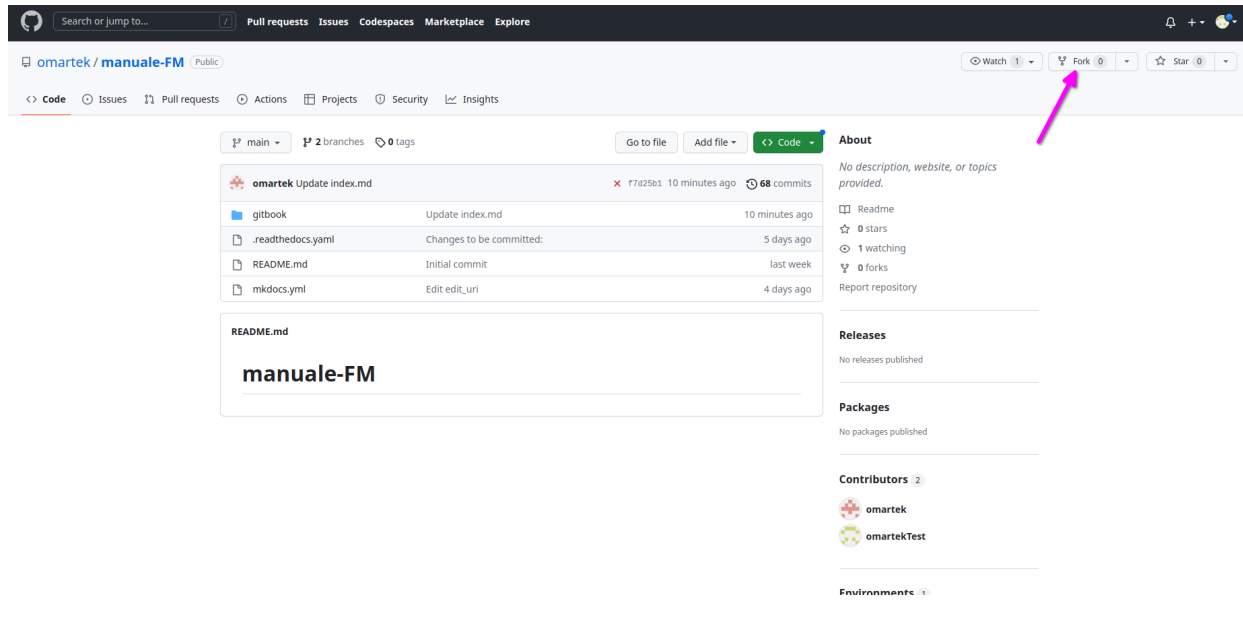 Search or jump to... / Pull requests Issues Codespaces Marketplace Explore
omartek / manuale-FM Public Watch 1 Fork 0 Star 0
<> Code Issues Pull requests Actions Projects Security Insights
main 2 branches 0 tags Go to file Add file <> Code
omartek Update index.md f7d25b1 10 minutes ago 68 commits
gitbook Update index.md 10 minutes ago
.readthedocs.yaml Changes to be committed: 5 days ago
README.md Initial commit last week
mkdocs.yml Edit edit_uri 4 days ago
README.md
manuale-FM
About
No description, website, or topics
provided.
Readme
0 stars
1 watching
0 forks
Report repository
Releases
No releases published
Packages
No packages published
Contributors 2
omartek
omartekTest
Environments 1